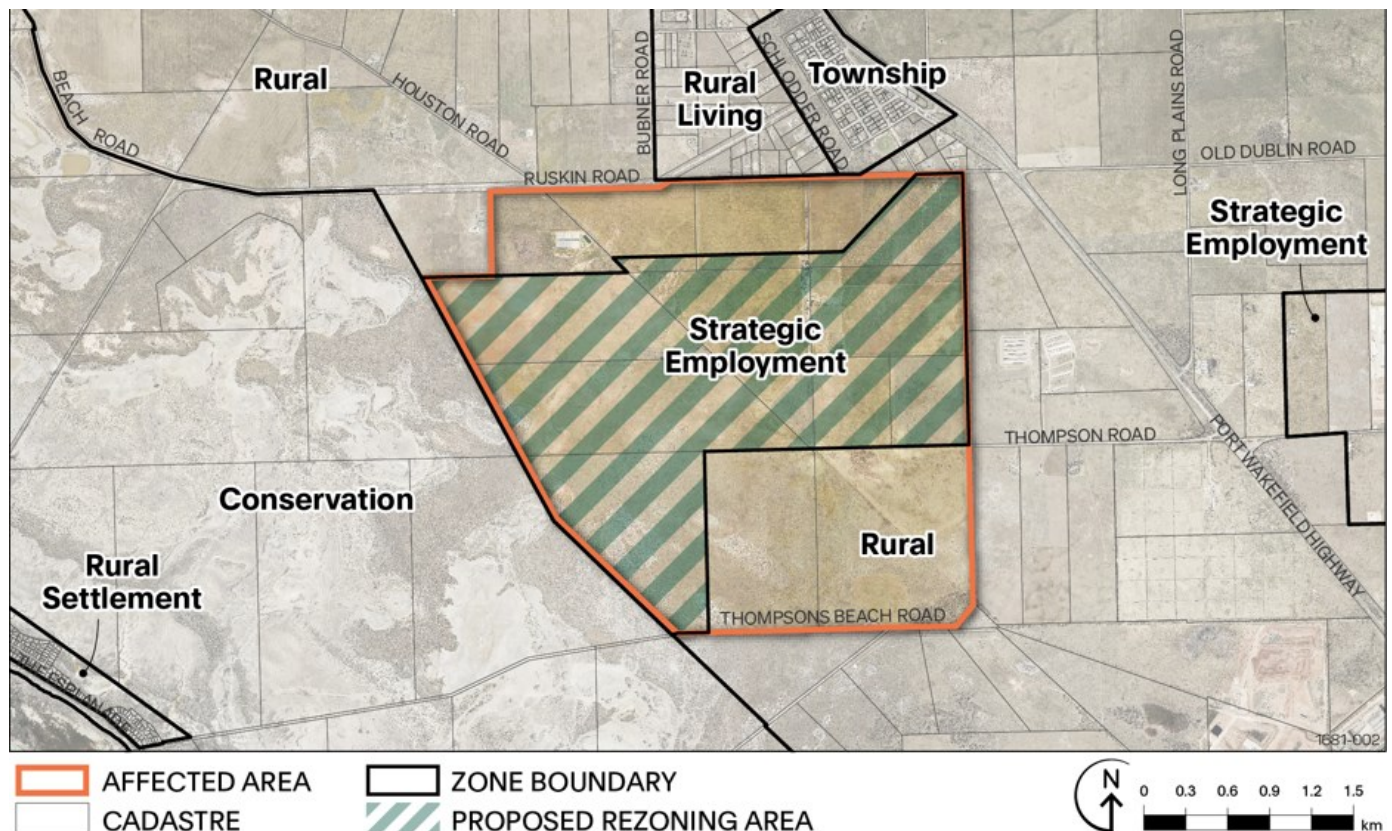 Rural
BEACH ROAD
HOUSTON ROAD
BUBNER ROAD
Rural
Living
SCHLODDER ROAD
Township
LONG PLAINS ROAD
OLD DUBLIN ROAD
RUSKIN ROAD
Strategic
Employment
Strategic
Employment
THOMPSON ROAD
PORT WAKEFIELD HIGHWAY
Conservation
Rural
Rural
Settlement
THOMPSONS BEACH ROAD
THE ESPLANADE
1681-002
AFFECTED AREA
ZONE BOUNDARY
CADASTRE
PROPOSED REZONING AREA
N
0 0.3 0.6 0.9 1.2 1.5
km